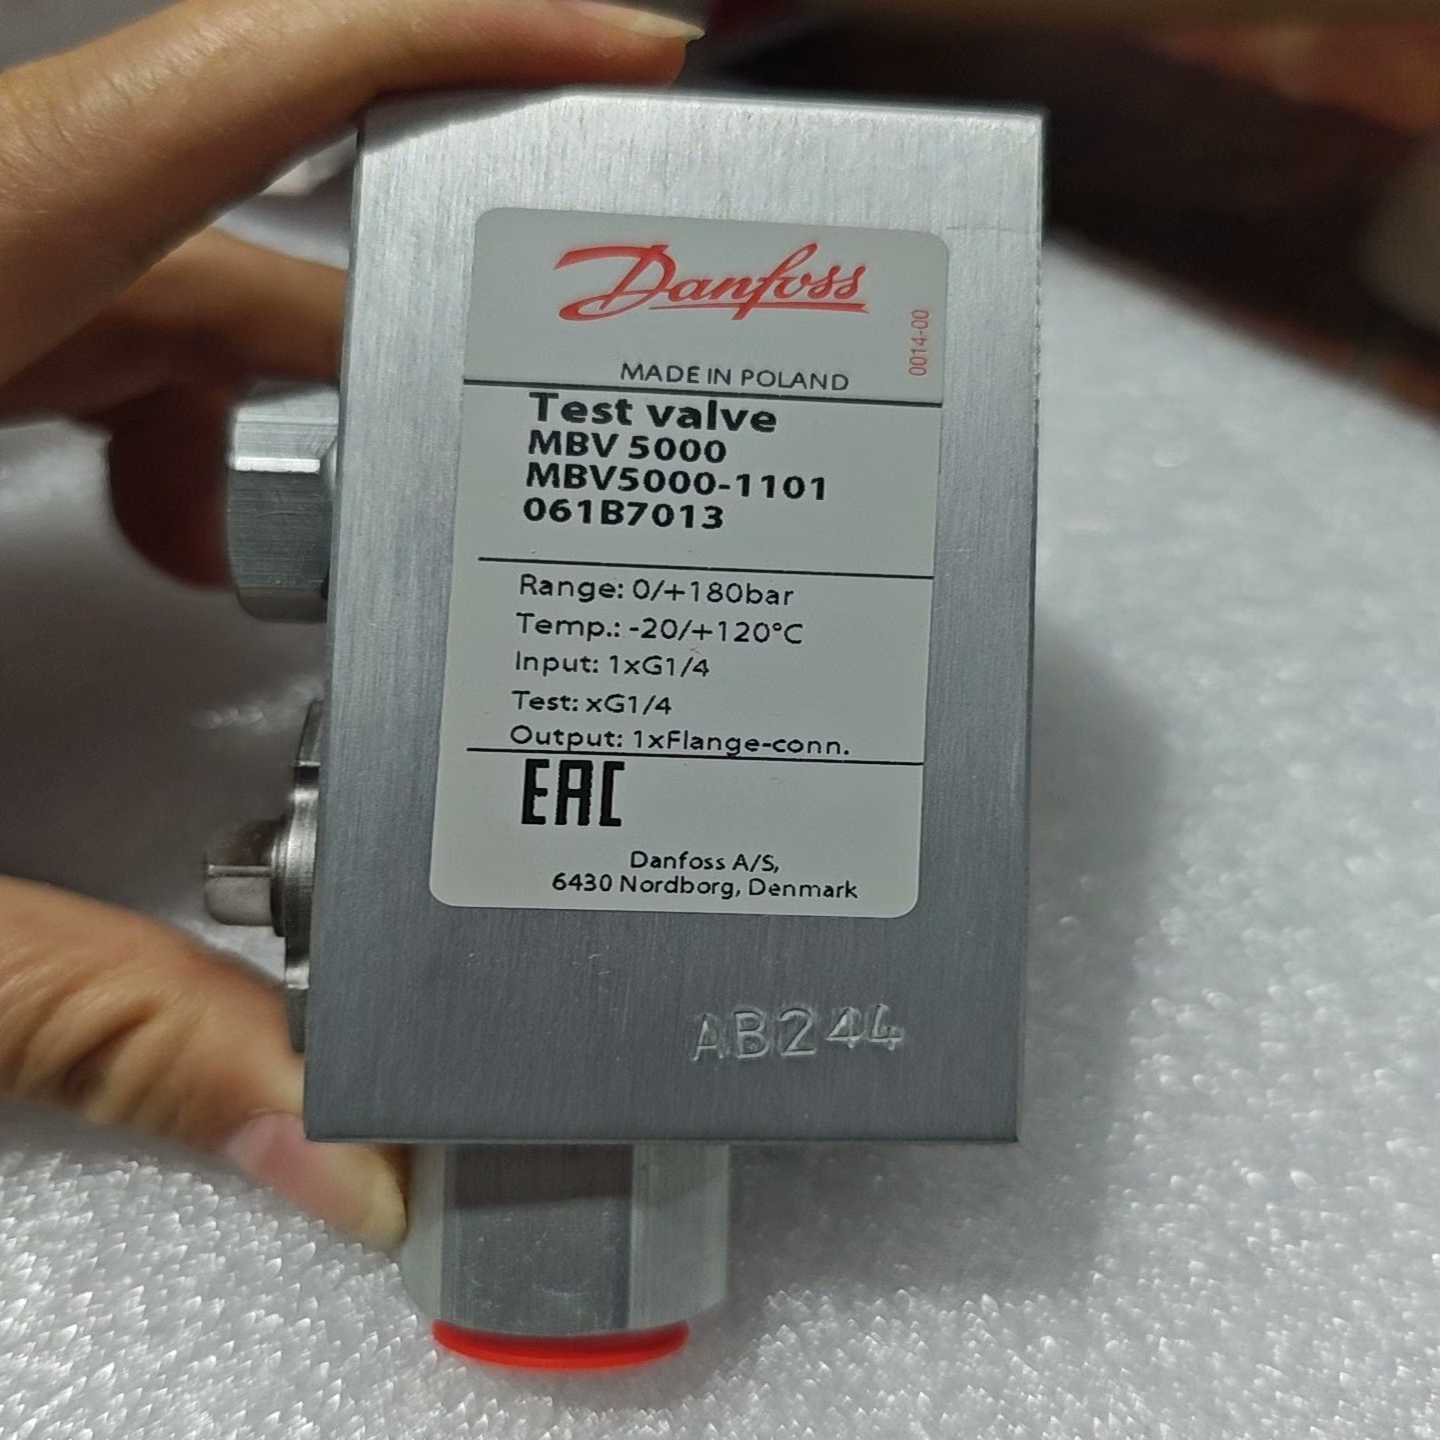 Danfoss
0014-00
MADE IN POLAND
Test valve
MBV 5000
MBV5000-1101
061B7013
Range: 0/+180bar
Temp.: -20/+120°C
Input: 1xG1/4
Test: xG1/4
Output: 1xFlange-conn.
EAC
Danfoss A/S,
6430 Nordborg, Denmark
AB244